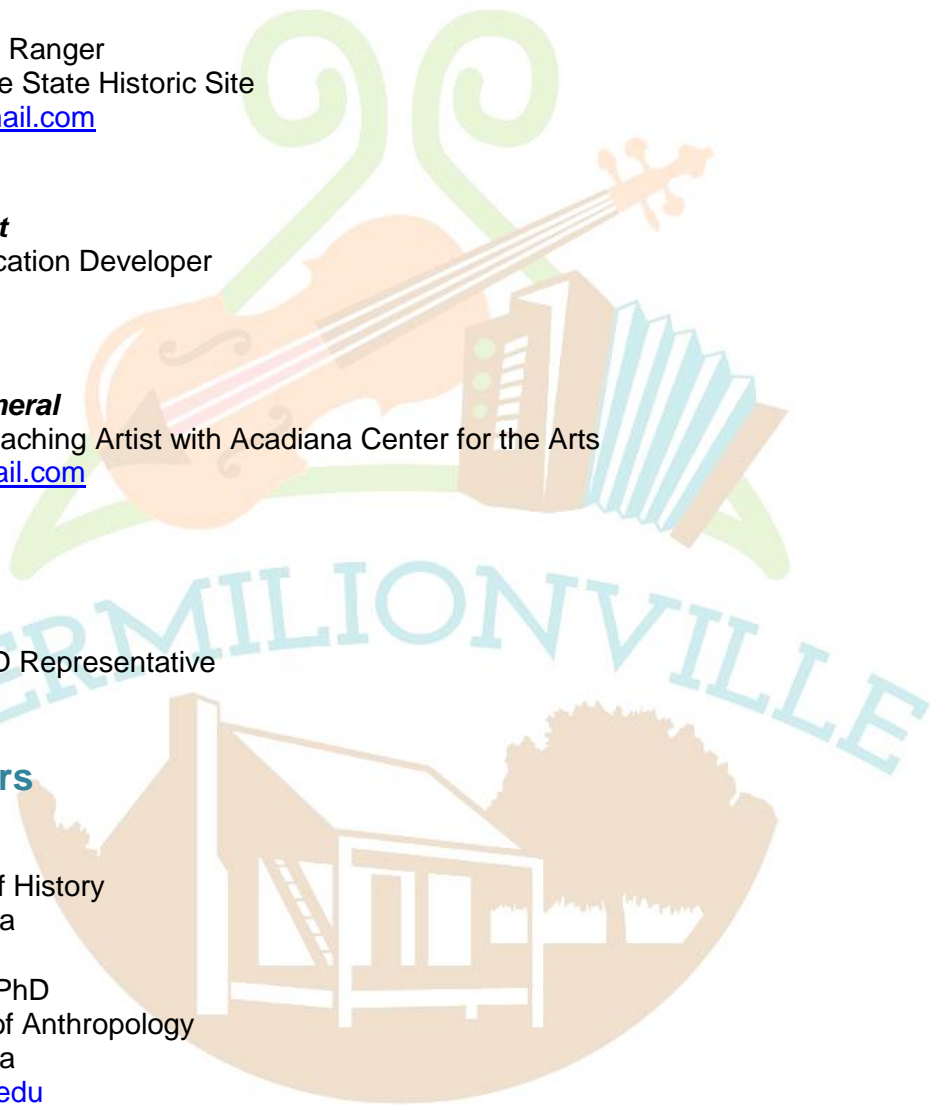 Ranger
e State Historic Site
ail.com
t
cation Developer
neral
aching Artist with Acadiana Center for the Arts
ail.com
ERMILIONVILLE
D Representative
rs
f History
a
PhD
of Anthropology
a
edu